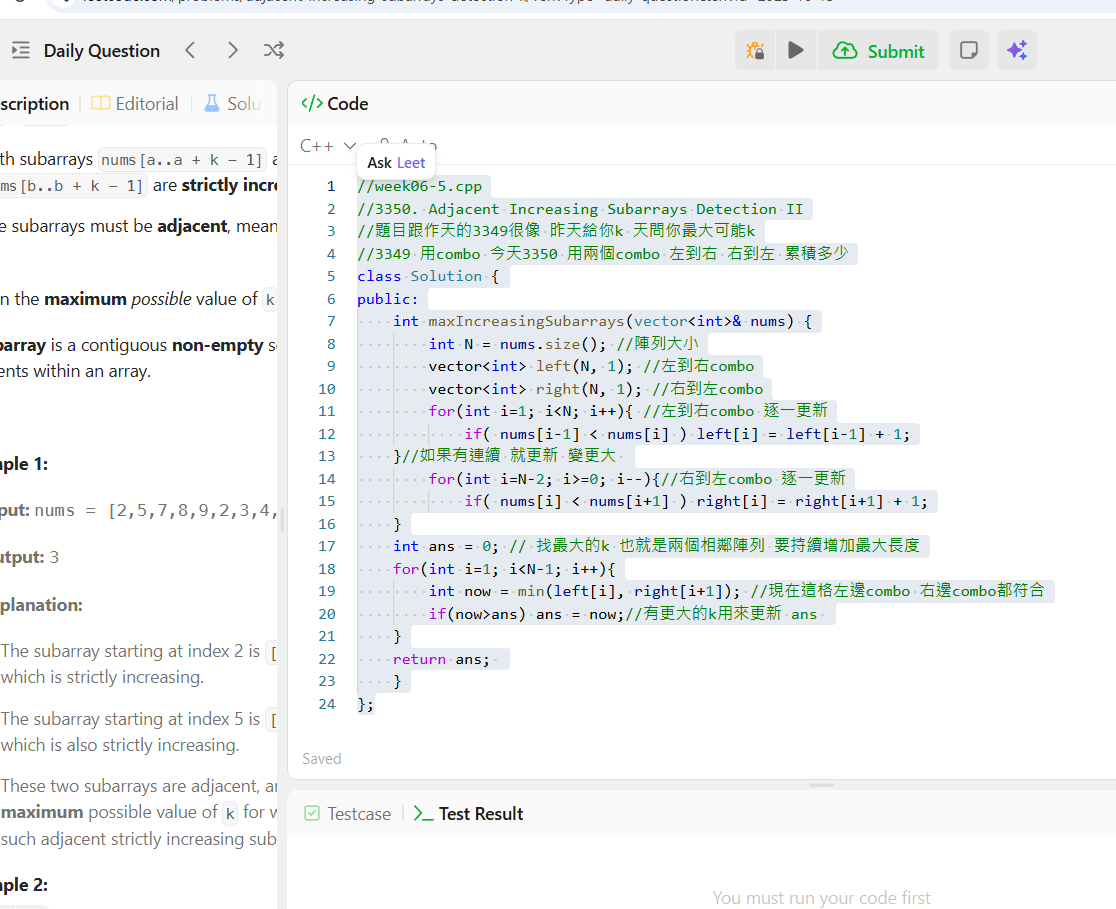 Daily Question
Submit
scription
Editorial
Solu
</> Code
C++
Auto
Ask Leet
th subarrays nums[a..a + k - 1] a
ms[b..b + k - 1] are strictly incre
e subarrays must be adjacent, mean
n the maximum possible value of k
barray is a contiguous non-empty s
ents within an array.
ple 1:
put: nums = [2,5,7,8,9,2,3,4,
utput: 3
planation:
The subarray starting at index 2 is [
which is strictly increasing.
The subarray starting at index 5 is [
which is also strictly increasing.
These two subarrays are adjacent, a
maximum possible value of k for w
such adjacent strictly increasing sub
ple 2:
1 //week06-5.cpp
2 //3350. Adjacent Increasing Subarrays Detection II
3 //題目跟作天的3349很像 昨天給你k 天問你最大可能k
4 //3349 用combo 今天3350 用兩個combo 左到右 右到左 累積多少
5 class Solution {
6 public:
7     int maxIncreasingSubarrays(vector<int>& nums) {
8         int N = nums.size(); //陣列大小
9         vector<int> left(N, 1); //左到右combo
10         vector<int> right(N, 1); //右到左combo
11         for(int i=1; i<N; i++){ //左到右combo 逐一更新
12             if( nums[i-1] < nums[i] ) left[i] = left[i-1] + 1;
13     }//如果有連續 就更新 變更大
14         for(int i=N-2; i>=0; i--){//右到左combo 逐一更新
15             if( nums[i] < nums[i+1] ) right[i] = right[i+1] + 1;
16     }
17     int ans = 0; // 找最大的k 也就是兩個相鄰陣列 要持續增加最大長度
18     for(int i=1; i<N-1; i++){
19         int now = min(left[i], right[i+1]); //現在這格左邊combo 右邊combo都符合
20         if(now>ans) ans = now;//有更大的k用來更新 ans
21     }
22     return ans;
23     }
24 };
Saved
Testcase
Test Result
You must run your code first